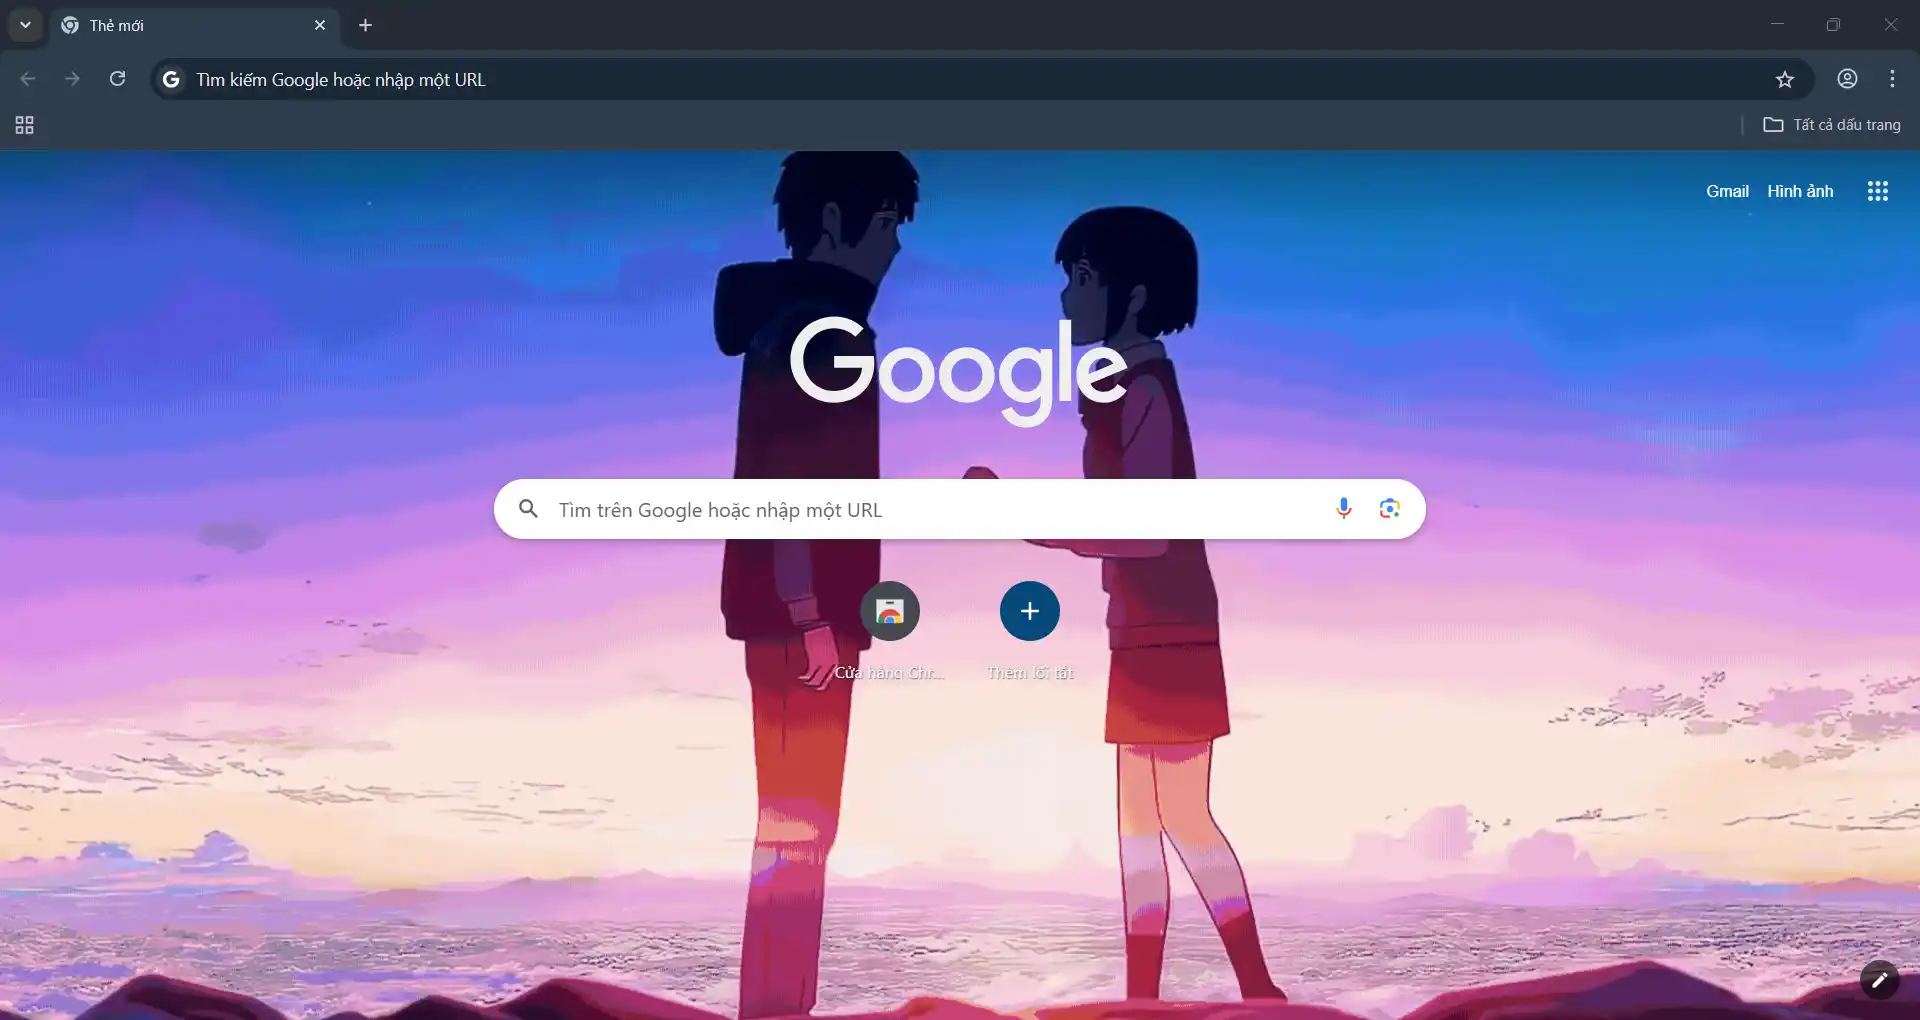 Thẻ mới
Tìm kiếm Google hoặc nhập một URL
Tất cả dấu trang
Gmail Hình ảnh
Google
Tìm trên Google hoặc nhập một URL
Cửa hàng Chr... Thêm lối tắt